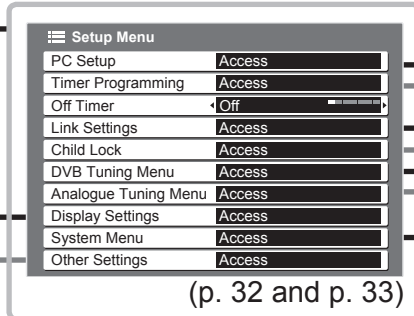 Setup Menu
PC Setup Access
Timer Programming Access
Off Timer Off
Link Settings Access
Child Lock Access
DVB Tuning Menu Access
Analogue Tuning Menu Access
Display Settings Access
System Menu Access
Other Settings Access
(p. 32 and p. 33)